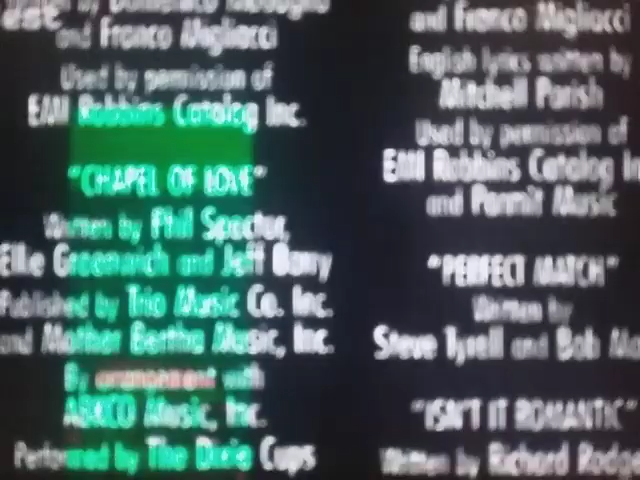 and Franco Migliacci
Used by permission of
EMI Robbins Catalog Inc.
"CHAPEL OF LOVE"
Written by Phil Spector,
Ellie Greenwich and Jeff Barry
Published by Trio Music Co. Inc.
and Mother Bertha Music, Inc.
By arrangement with
ABKCO Music, Inc.
Performed by The Dixie Cups
and Franco Migliacci
English lyrics written by
Mitchell Parish
Used by permission of
EMI Robbins Catalog In
and Permit Music
"PERFECT MATCH"
Written by
Steve Tyrell and Bob
"ISN'T IT ROMANTIC"
Written by Richard Rodge